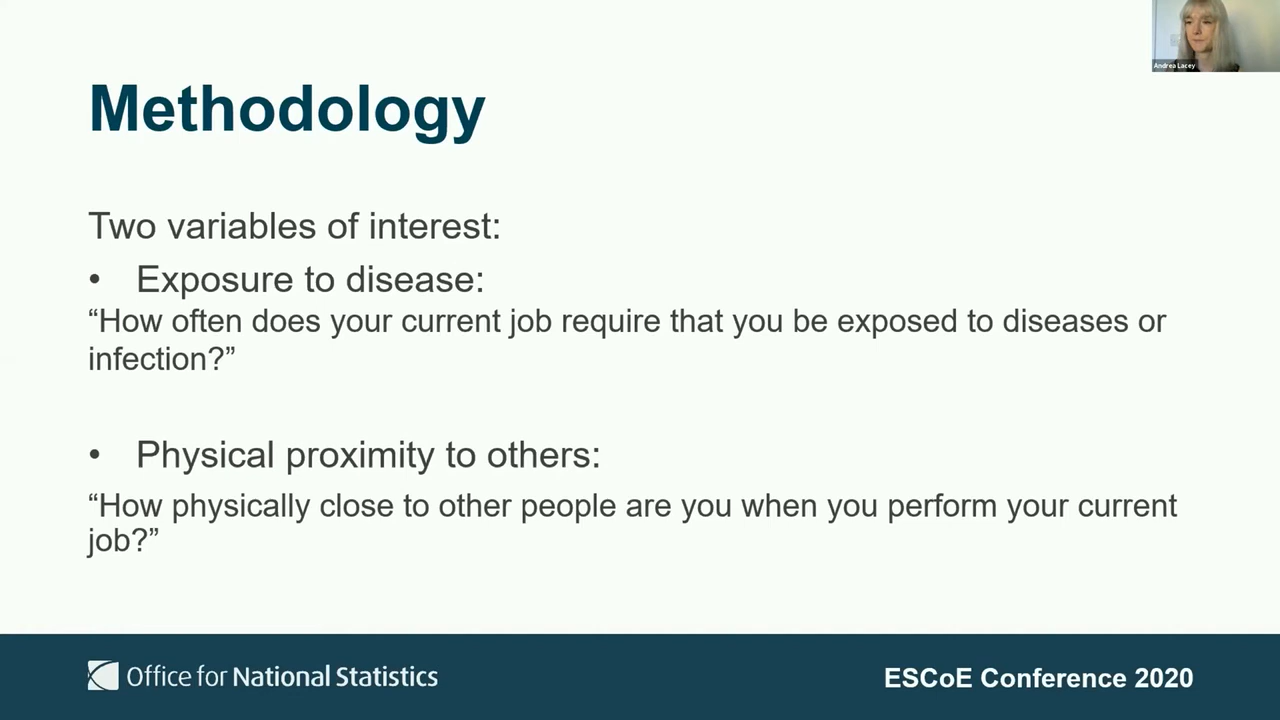 Andrea Lacey
Methodology
Two variables of interest:
• Exposure to disease:
“How often does your current job require that you be exposed to diseases or
infection?”
• Physical proximity to others:
“How physically close to other people are you when you perform your current
job?”
Office for National Statistics
ESCoE Conference 2020